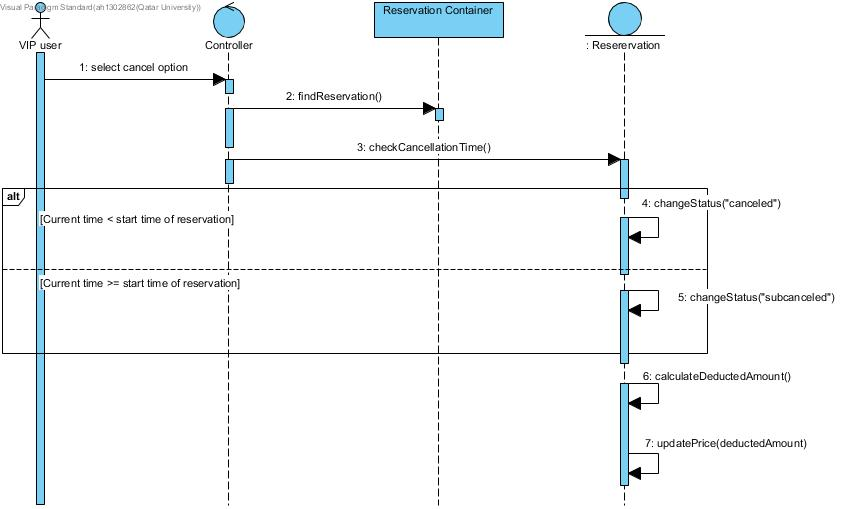 Visual Paradigm Standard(ah1302862(Qatar University))
VIP user
Controller
Reservation Container
: Reserervation
1: select cancel option
2: findReservation()
3: checkCancellationTime()
alt
4: changeStatus("canceled")
[Current time < start time of reservation]
[Current time >= start time of reservation]
5: changeStatus("subcanceled")
6: calculateDeductedAmount()
7: updatePrice(deductedAmount)